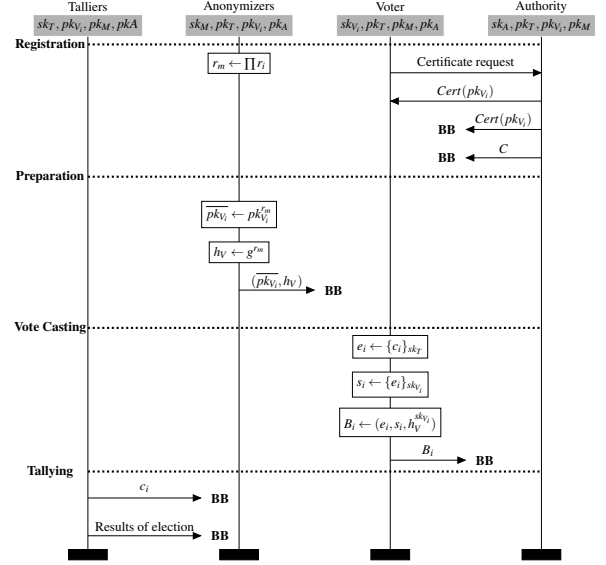 Talliers Anonymizers Voter Authority
sk_T, pk_{V_i}, pk_M, pkA sk_M, pk_T, pk_{V_i}, pk_A sk_{V_i}, pk_T, pk_M, pk_A sk_A, pk_T, pk_{V_i}, pk_M
Registration
r_m ← ∏ r_i
Certificate request
Cert(pk_{V_i})
BB Cert(pk_{V_i})
BB C
Preparation
\overline{pk_{V_i}} ← pk_{V_i}^{r_m}
h_V ← g^{r_m}
(\overline{pk_{V_i}}, h_V) BB
Vote Casting
e_i ← {c_i}_{sk_T}
s_i ← {e_i}_{sk_{V_i}}
B_i ← (e_i, s_i, h_V^{sk_{V_i}})
B_i BB
Tallying
c_i BB
Results of election BB